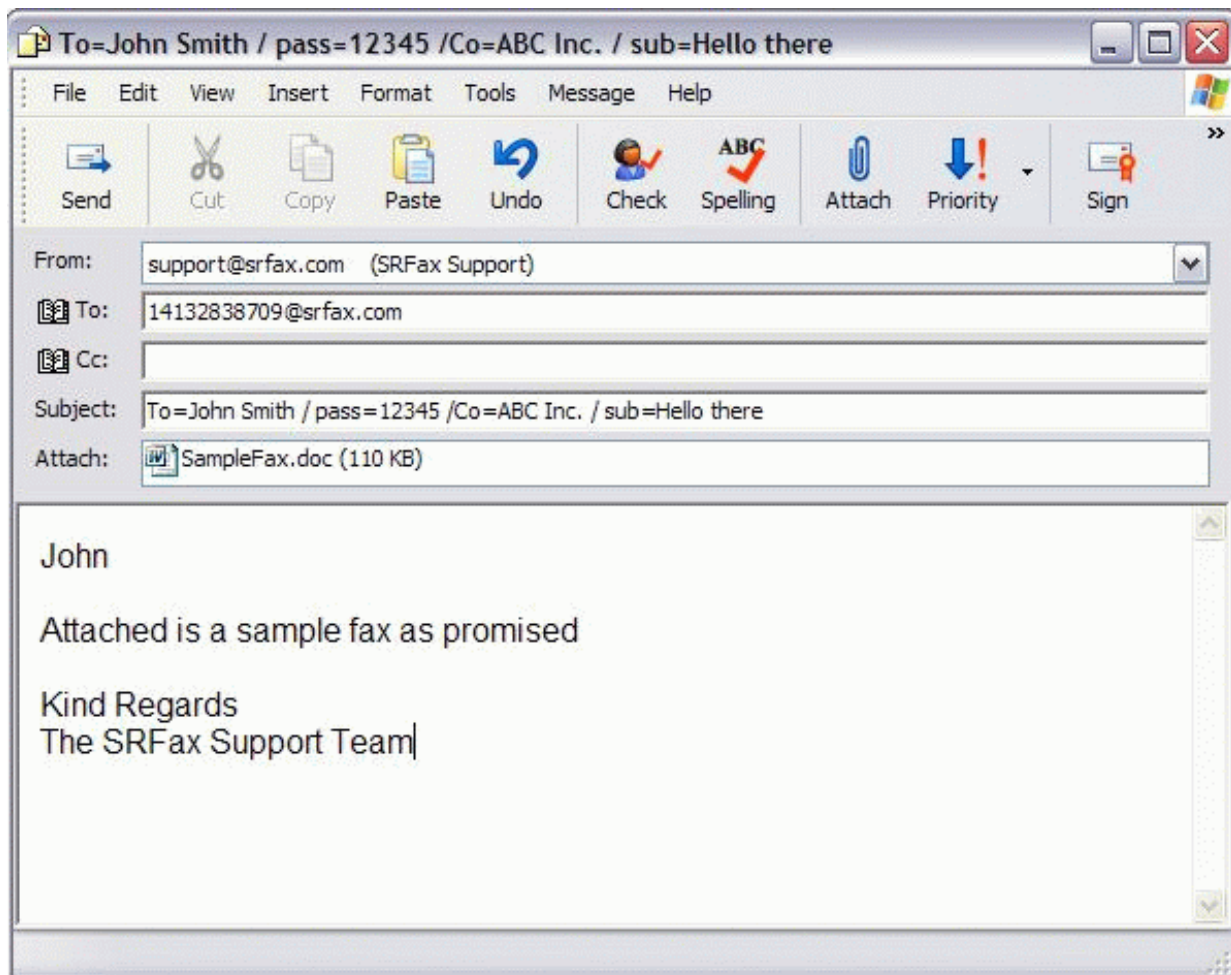 To=John Smith / pass=12345 /Co=ABC Inc. / sub=Hello there
File Edit View Insert Format Tools Message Help
»
ABC
Send Cut Copy Paste Undo Check Spelling Attach Priority Sign
From: support@srfax.com (SRFax Support)
To: 14132838709@srfax.com
Cc:
Subject: To=John Smith / pass=12345 /Co=ABC Inc. / sub=Hello there
Attach: SampleFax.doc (110 KB)
John
Attached is a sample fax as promised
Kind Regards
The SRFax Support Team